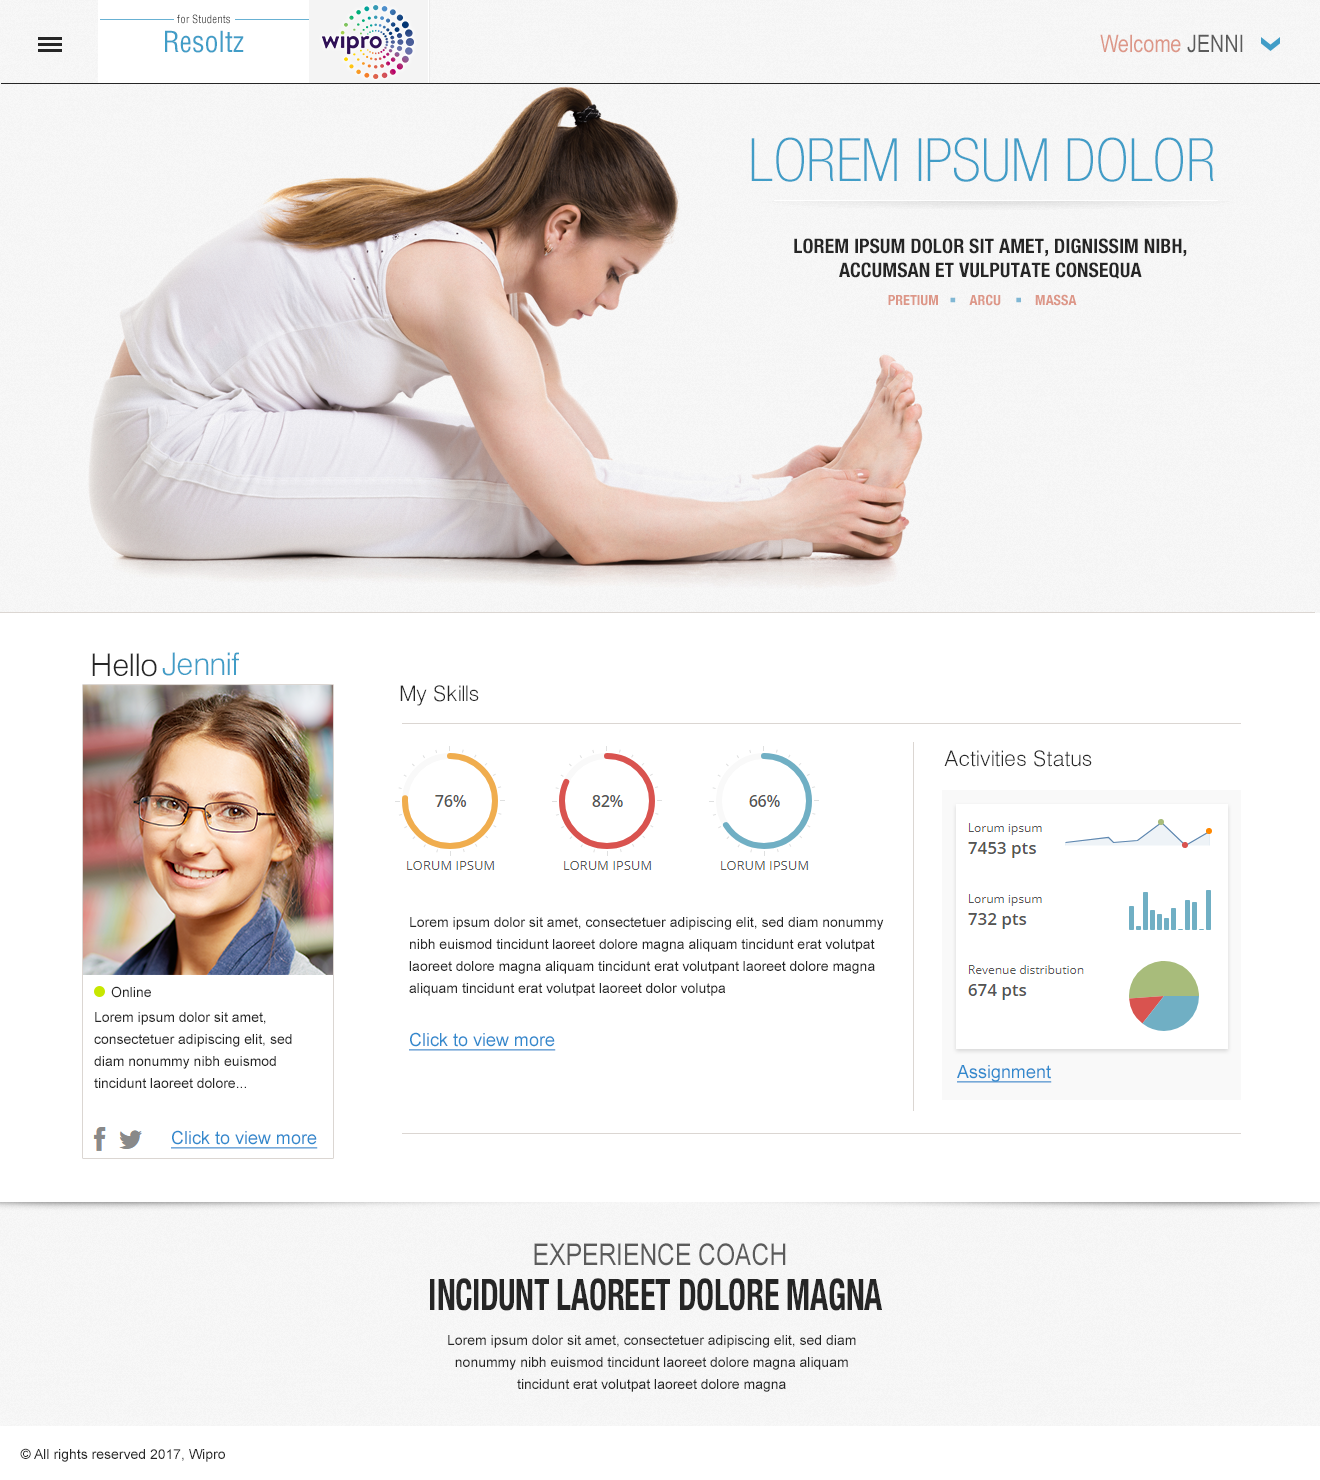 for Students
Resoltz
wipro
Welcome JENNI
LOREM IPSUM DOLOR
LOREM IPSUM DOLOR SIT AMET, DIGNISSIM NIBH,
ACCUMSAN ET VULPUTATE CONSEQUA
PRETIUM ▪ ARCU ▪ MASSA
Hello Jennif
Online
Lorem ipsum dolor sit amet,
consectetuer adipiscing elit, sed
diam nonummy nibh euismod
tincidunt laoreet dolore...
Click to view more
My Skills
76%
LORUM IPSUM
82%
LORUM IPSUM
66%
LORUM IPSUM
Lorem ipsum dolor sit amet, consectetuer adipiscing elit, sed diam nonummy
nibh euismod tincidunt laoreet dolore magna aliquam tincidunt erat volutpat
laoreet dolore magna aliquam tincidunt erat volutpant laoreet dolore magna
aliquam tincidunt erat volutpat laoreet dolor volutpa
Click to view more
Activities Status
Lorum ipsum
7453 pts
Lorum ipsum
732 pts
Revenue distribution
674 pts
Assignment
EXPERIENCE COACH
INCIDUNT LAOREET DOLORE MAGNA
Lorem ipsum dolor sit amet, consectetuer adipiscing elit, sed diam
nonummy nibh euismod tincidunt laoreet dolore magna aliquam
tincidunt erat volutpat laoreet dolore magna
© All rights reserved 2017, Wipro